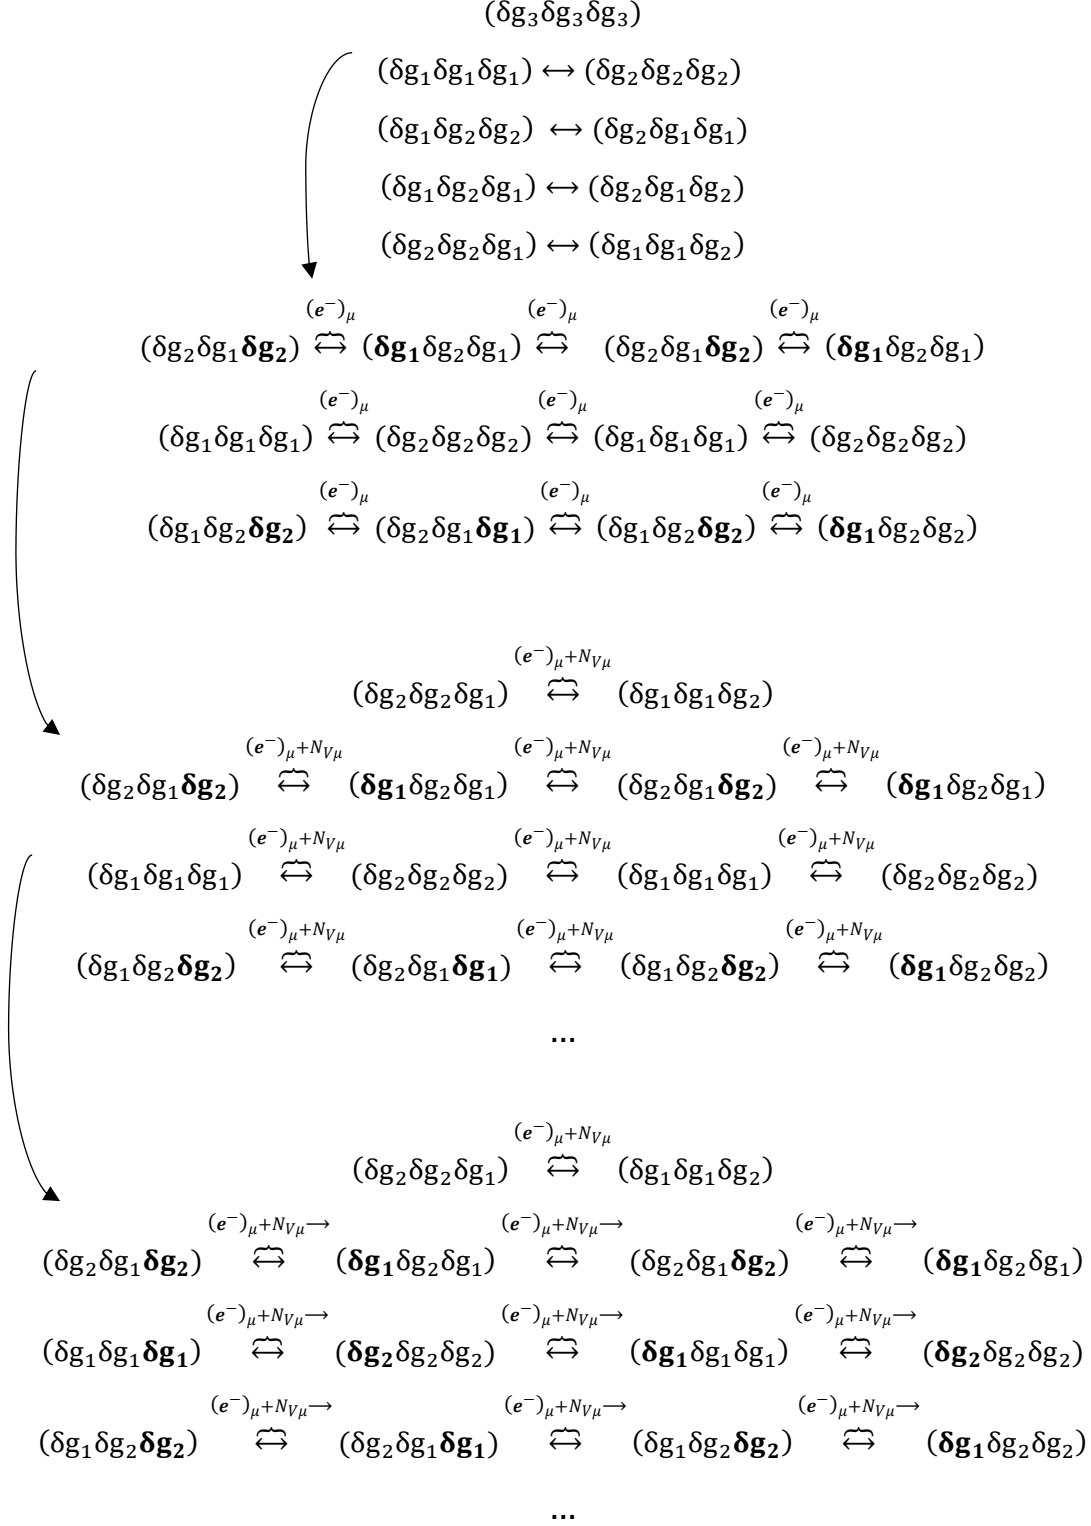 (δg₃δg₃δg₃)
(δg₁δg₁δg₁) ↔ (δg₂δg₂δg₂)
(δg₁δg₂δg₂) ↔ (δg₂δg₁δg₁)
(δg₁δg₂δg₁) ↔ (δg₂δg₁δg₂)
(δg₂δg₂δg₁) ↔ (δg₁δg₁δg₂)
(e⁻)μ (e⁻)μ (e⁻)μ
(δg₂δg₁δg₂) ↔ (δg₁δg₂δg₁) ↔ (δg₂δg₁δg₂) ↔ (δg₁δg₂δg₁)
(e⁻)μ (e⁻)μ (e⁻)μ
(δg₁δg₁δg₁) ↔ (δg₂δg₂δg₂) ↔ (δg₁δg₁δg₁) ↔ (δg₂δg₂δg₂)
(e⁻)μ (e⁻)μ (e⁻)μ
(δg₁δg₂δg₂) ↔ (δg₂δg₁δg₁) ↔ (δg₁δg₂δg₂) ↔ (δg₁δg₂δg₂)
(e⁻)μ+NVμ
(δg₂δg₂δg₁) ↔ (δg₁δg₁δg₂)
(e⁻)μ+NVμ (e⁻)μ+NVμ (e⁻)μ+NVμ
(δg₂δg₁δg₂) ↔ (δg₁δg₂δg₁) ↔ (δg₂δg₁δg₂) ↔ (δg₁δg₂δg₁)
(e⁻)μ+NVμ (e⁻)μ+NVμ (e⁻)μ+NVμ
(δg₁δg₁δg₁) ↔ (δg₂δg₂δg₂) ↔ (δg₁δg₁δg₁) ↔ (δg₂δg₂δg₂)
(e⁻)μ+NVμ (e⁻)μ+NVμ (e⁻)μ+NVμ
(δg₁δg₂δg₂) ↔ (δg₂δg₁δg₁) ↔ (δg₁δg₂δg₂) ↔ (δg₁δg₂δg₂)
...
(e⁻)μ+NVμ
(δg₂δg₂δg₁) ↔ (δg₁δg₁δg₂)
(e⁻)μ+NVμ→ (e⁻)μ+NVμ→ (e⁻)μ+NVμ→
(δg₂δg₁δg₂) ↔ (δg₁δg₂δg₁) ↔ (δg₂δg₁δg₂) ↔ (δg₁δg₂δg₁)
(e⁻)μ+NVμ→ (e⁻)μ+NVμ→ (e⁻)μ+NVμ→
(δg₁δg₁δg₁) ↔ (δg₂δg₂δg₂) ↔ (δg₁δg₁δg₁) ↔ (δg₂δg₂δg₂)
(e⁻)μ+NVμ→ (e⁻)μ+NVμ→ (e⁻)μ+NVμ→
(δg₁δg₂δg₂) ↔ (δg₂δg₁δg₁) ↔ (δg₁δg₂δg₂) ↔ (δg₁δg₂δg₂)
...